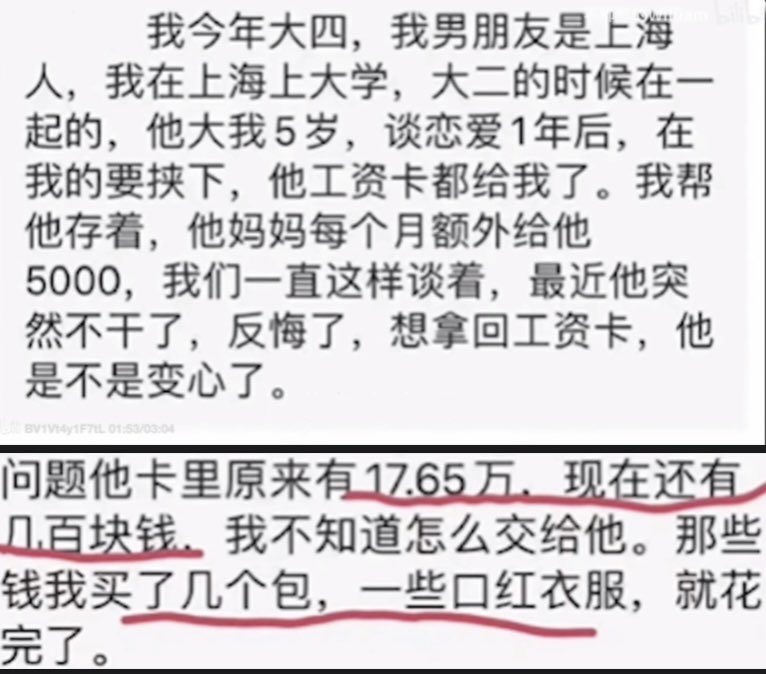 我今年大四，我男朋友是上海
人，我在上海上大学，大二的时候在一
起的，他大我5岁，谈恋爱1年后，在
我的要挟下，他工资卡都给我了。我帮
他存着，他妈妈每个月额外给他
5000，我们一直这样谈着，最近他突
然不干了，反悔了，想拿回工资卡，他
是不是变心了。
BV1Vt4y1F7tL 01:53/03:04
问题他卡里原来有17.65万．现在还有
几百块钱．我不知道怎么交给他。那些
钱我买了几个包，一些口红衣服，就花
完了。